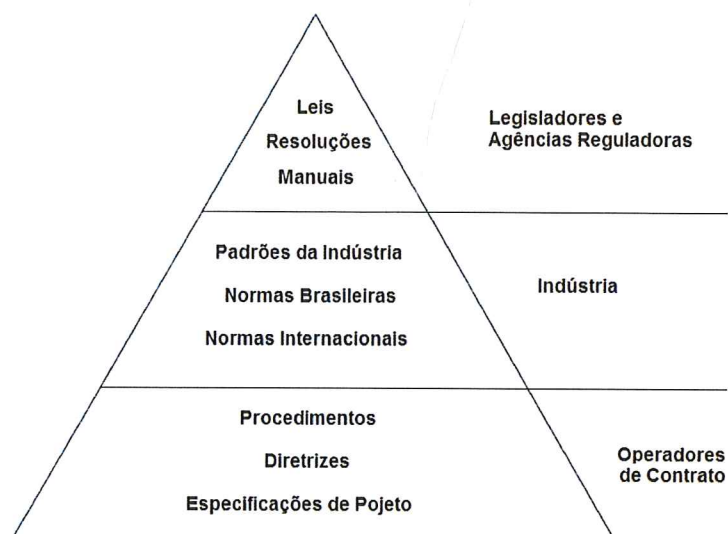 Leis
Resoluções
Manuais
Legisladores e
Agências Reguladoras
Padrões da Indústria
Normas Brasileiras
Normas Internacionais
Indústria
Procedimentos
Diretrizes
Especificações de Pojeto
Operadores
de Contrato